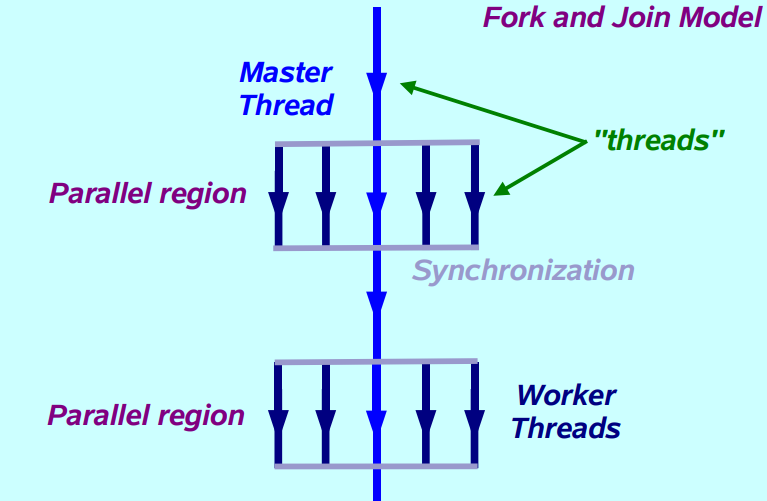 Fork and Join Model
Master
Thread
"threads"
Parallel region
Synchronization
Parallel region
Worker
Threads